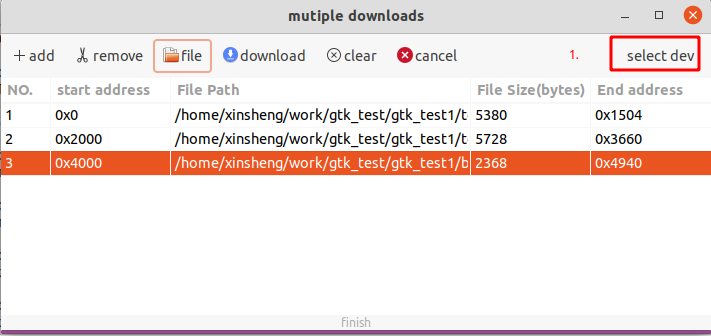 mutiple downloads
add remove file download clear cancel 1. select dev
NO. start address File Path File Size(bytes) End address
1 0x0 /home/xinsheng/work/gtk_test/gtk_test1/t 5380 0x1504
2 0x2000 /home/xinsheng/work/gtk_test/gtk_test1/t 5728 0x3660
3 0x4000 /home/xinsheng/work/gtk_test/gtk_test1/b 2368 0x4940
finish